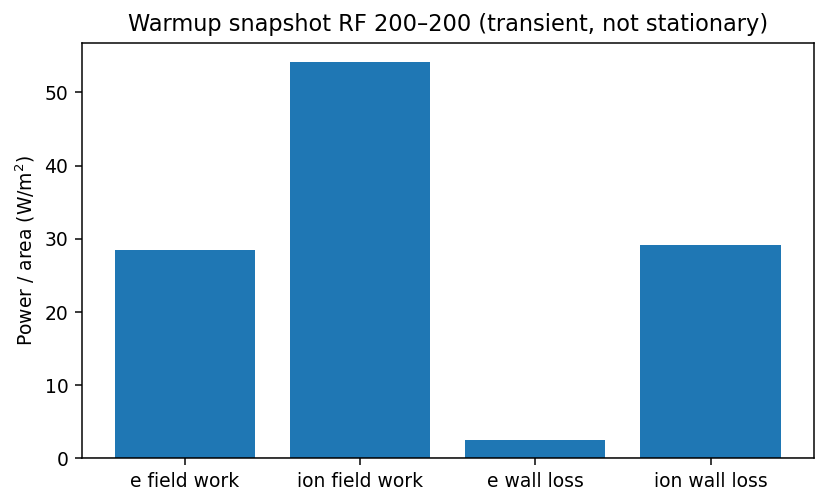 Warmup snapshot RF 200–200 (transient, not stationary)
Power / area (W/m²)
50
40
30
20
10
0
e field work ion field work e wall loss ion wall loss